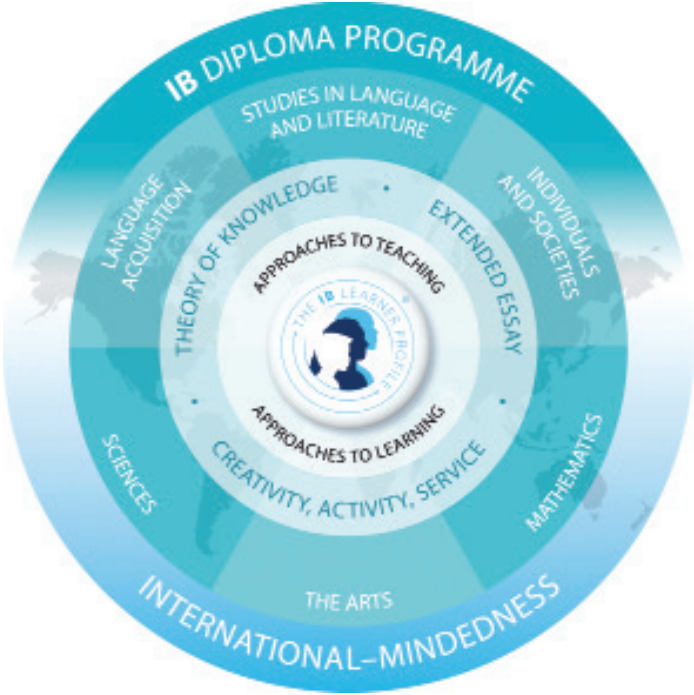 IB DIPLOMA PROGRAMME
STUDIES IN LANGUAGE
AND LITERATURE
LANGUAGE
ACQUISITION
INDIVIDUALS
AND SOCIETIES
THEORY OF KNOWLEDGE
EXTENDED ESSAY
APPROACHES TO TEACHING
THE IB LEARNER PROFILE
APPROACHES TO LEARNING
CREATIVITY, ACTIVITY, SERVICE
SCIENCES
MATHEMATICS
THE ARTS
INTERNATIONAL–MINDEDNESS